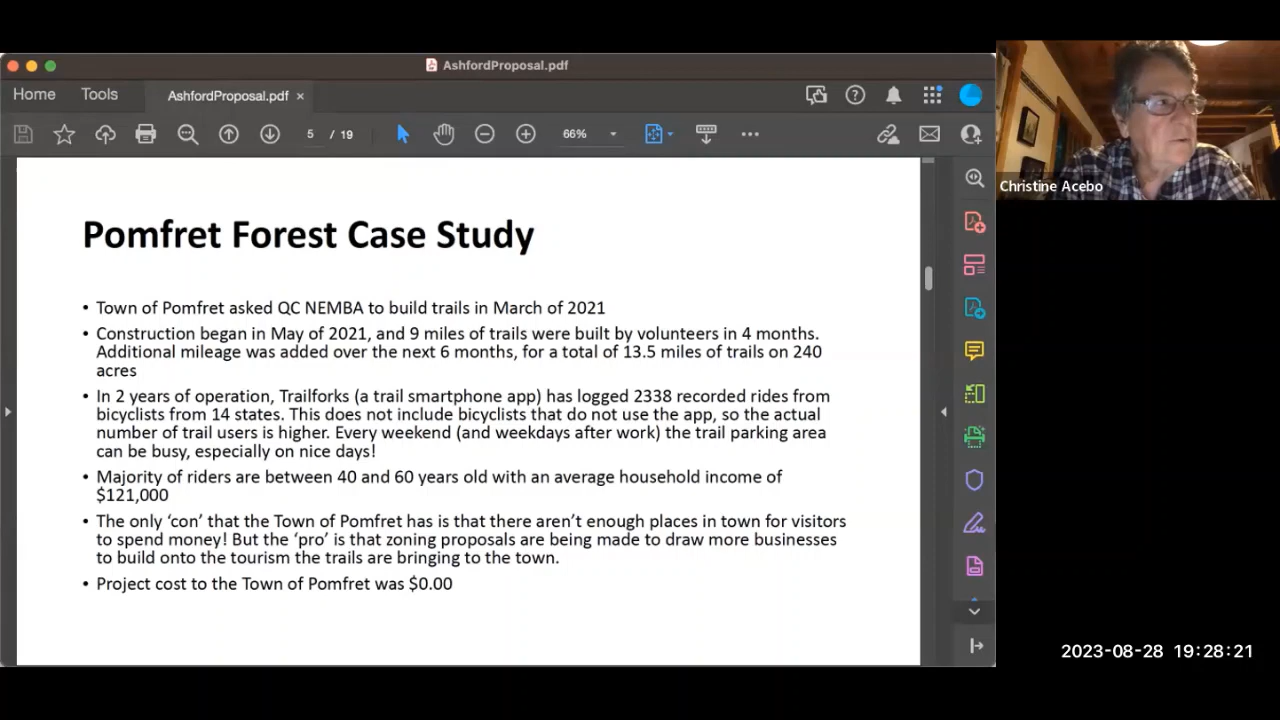 AshfordProposal.pdf
Home
Tools
AshfordProposal.pdf ×
5 / 19
66%
Christine Acebo
Pomfret Forest Case Study
• Town of Pomfret asked QC NEMBA to build trails in March of 2021
• Construction began in May of 2021, and 9 miles of trails were built by volunteers in 4 months.
Additional mileage was added over the next 6 months, for a total of 13.5 miles of trails on 240
acres
• In 2 years of operation, Trailforks (a trail smartphone app) has logged 2338 recorded rides from
bicyclists from 14 states. This does not include bicyclists that do not use the app, so the actual
number of trail users is higher. Every weekend (and weekdays after work) the trail parking area
can be busy, especially on nice days!
• Majority of riders are between 40 and 60 years old with an average household income of
$121,000
• The only ‘con’ that the Town of Pomfret has is that there aren’t enough places in town for visitors
to spend money! But the ‘pro’ is that zoning proposals are being made to draw more businesses
to build onto the tourism the trails are bringing to the town.
• Project cost to the Town of Pomfret was $0.00
2023-08-28 19:28:21